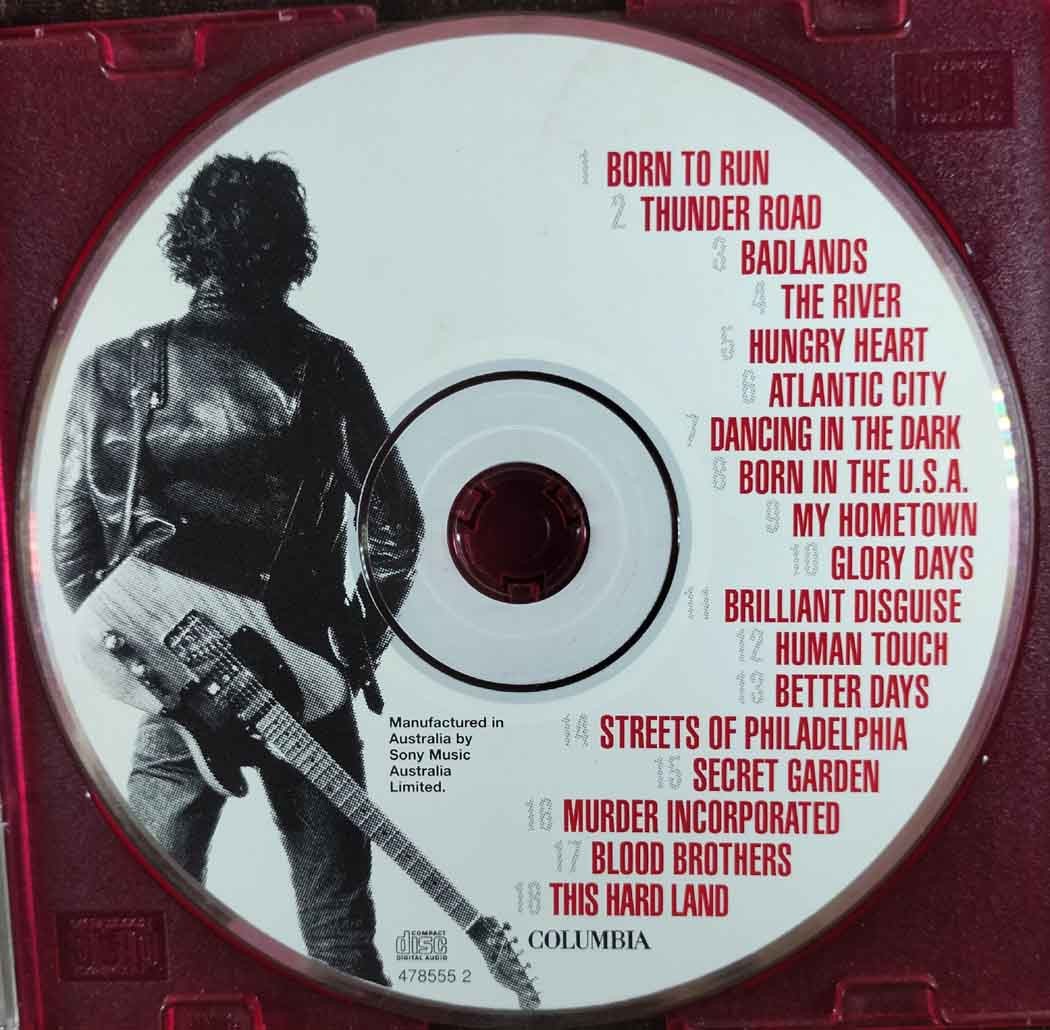 1 BORN TO RUN
2 THUNDER ROAD
3 BADLANDS
4 THE RIVER
5 HUNGRY HEART
6 ATLANTIC CITY
7 DANCING IN THE DARK
8 BORN IN THE U.S.A.
9 MY HOMETOWN
10 GLORY DAYS
11 BRILLIANT DISGUISE
12 HUMAN TOUCH
13 BETTER DAYS
14 STREETS OF PHILADELPHIA
15 SECRET GARDEN
16 MURDER INCORPORATED
17 BLOOD BROTHERS
18 THIS HARD LAND
Manufactured in
Australia by
Sony Music
Australia
Limited.
COMPACT
disc
DIGITAL AUDIO
478555 2
COLUMBIA